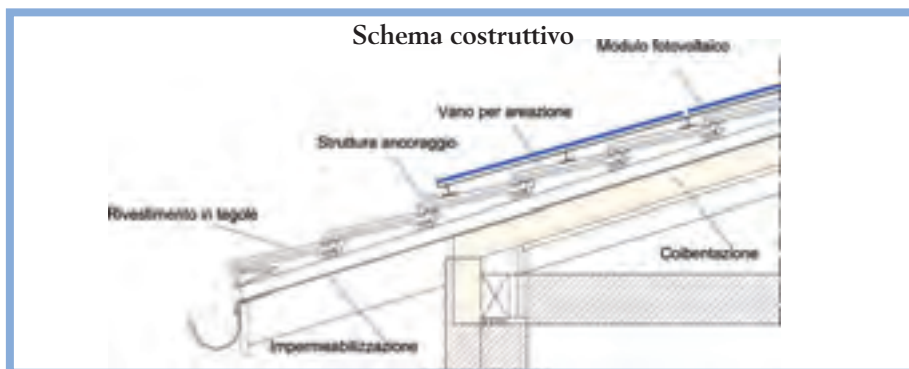 Schema costruttivo
Modulo fotovoltaico
Vano per areazione
Struttura ancoraggio
Rivestimento in tegole
Coibentazione
Impermeabilizzazione